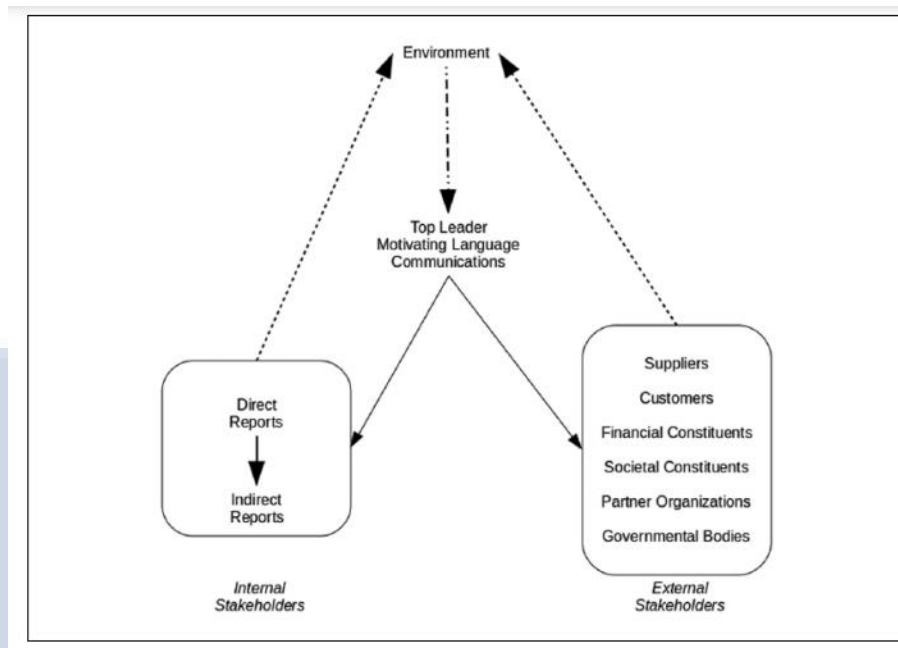 Environment
Top Leader
Motivating Language
Communications
Direct
Reports
Indirect
Reports
Internal
Stakeholders
Suppliers
Customers
Financial Constituents
Societal Constituents
Partner Organizations
Governmental Bodies
External
Stakeholders